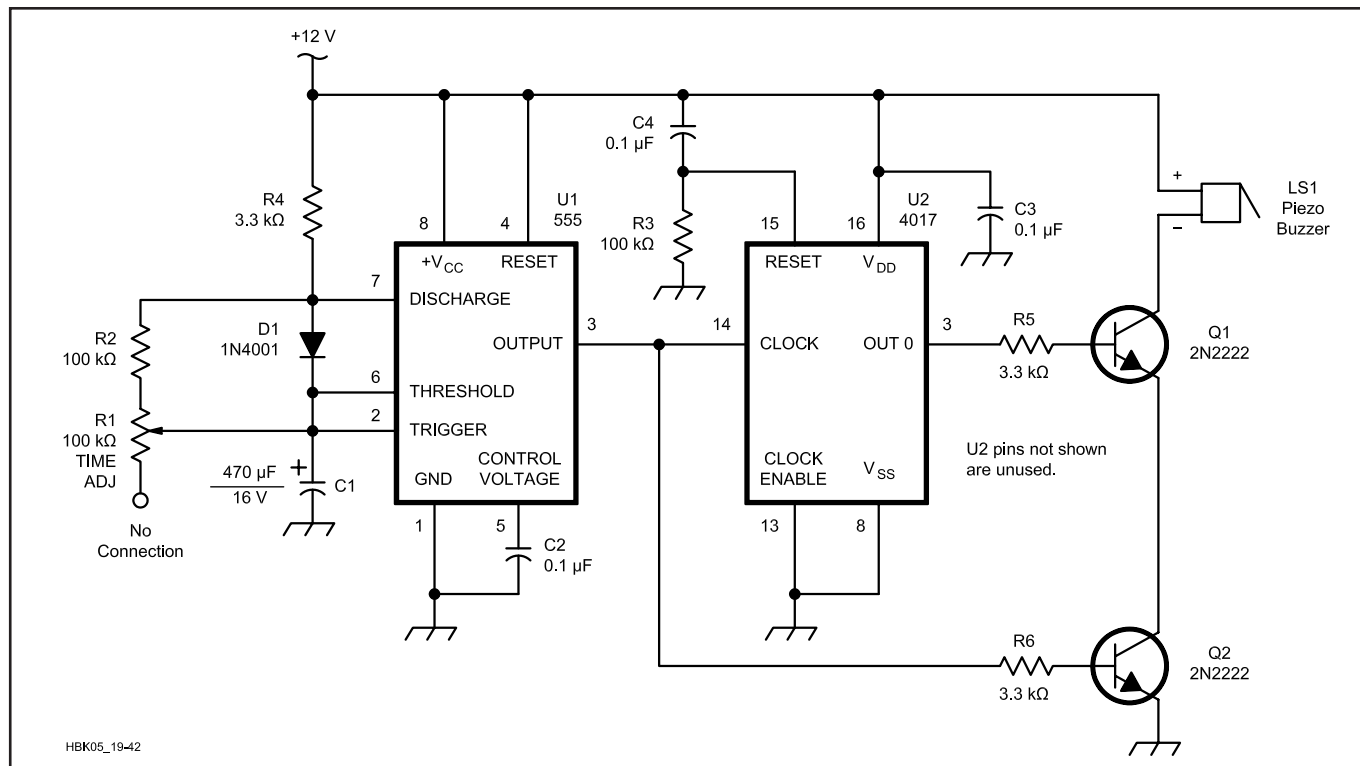 +12 V
R4
3.3 kΩ
R2
100 kΩ
R1
100 kΩ
TIME
ADJ
No
Connection
D1
1N4001
470 µF
16 V
+
C1
7
6
2
8
4
U1
555
+VCC
RESET
DISCHARGE
OUTPUT
THRESHOLD
TRIGGER
GND
CONTROL
VOLTAGE
3
1
5
C2
0.1 µF
C4
0.1 µF
R3
100 kΩ
15
16
U2
4017
C3
0.1 µF
RESET
VDD
14
CLOCK
OUT 0
3
CLOCK
ENABLE
VSS
13
8
R5
3.3 kΩ
Q1
2N2222
U2 pins not shown
are unused.
R6
3.3 kΩ
Q2
2N2222
+
−
LS1
Piezo
Buzzer
HBK05_19-42